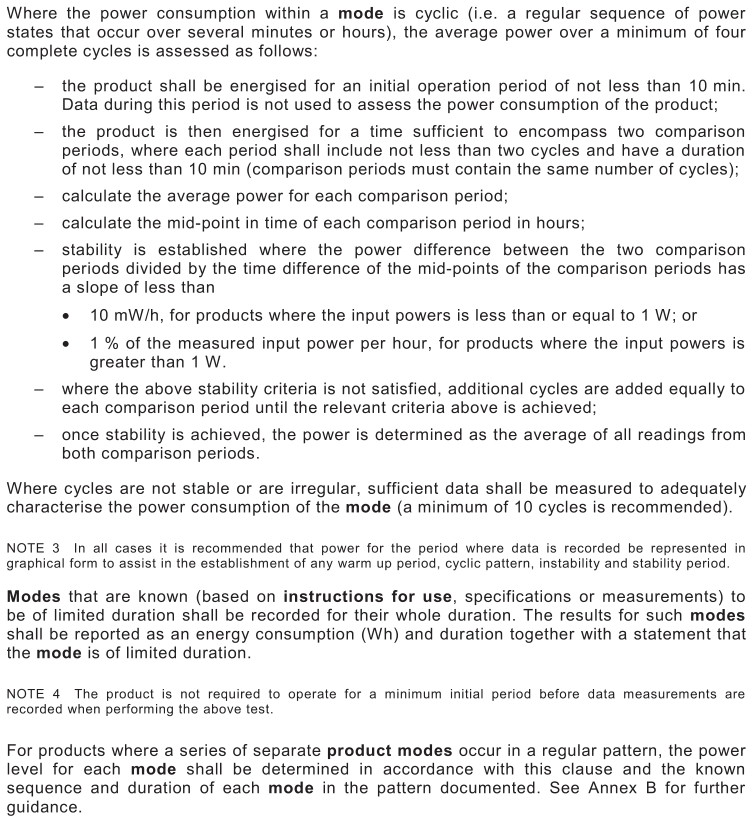 Where the power consumption within a mode is cyclic (i.e. a regular sequence of power
states that occur over several minutes or hours), the average power over a minimum of four
complete cycles is assessed as follows:
– the product shall be energised for an initial operation period of not less than 10 min.
Data during this period is not used to assess the power consumption of the product;
– the product is then energised for a time sufficient to encompass two comparison
periods, where each period shall include not less than two cycles and have a duration
of not less than 10 min (comparison periods must contain the same number of cycles);
– calculate the average power for each comparison period;
– calculate the mid-point in time of each comparison period in hours;
– stability is established where the power difference between the two comparison
periods divided by the time difference of the mid-points of the comparison periods has
a slope of less than
• 10 mW/h, for products where the input powers is less than or equal to 1 W; or
• 1 % of the measured input power per hour, for products where the input powers is
greater than 1 W.
– where the above stability criteria is not satisfied, additional cycles are added equally to
each comparison period until the relevant criteria above is achieved;
– once stability is achieved, the power is determined as the average of all readings from
both comparison periods.
Where cycles are not stable or are irregular, sufficient data shall be measured to adequately
characterise the power consumption of the mode (a minimum of 10 cycles is recommended).
NOTE 3 In all cases it is recommended that power for the period where data is recorded be represented in
graphical form to assist in the establishment of any warm up period, cyclic pattern, instability and stability period.
Modes that are known (based on instructions for use, specifications or measurements) to
be of limited duration shall be recorded for their whole duration. The results for such modes
shall be reported as an energy consumption (Wh) and duration together with a statement that
the mode is of limited duration.
NOTE 4 The product is not required to operate for a minimum initial period before data measurements are
recorded when performing the above test.
For products where a series of separate product modes occur in a regular pattern, the power
level for each mode shall be determined in accordance with this clause and the known
sequence and duration of each mode in the pattern documented. See Annex B for further
guidance.